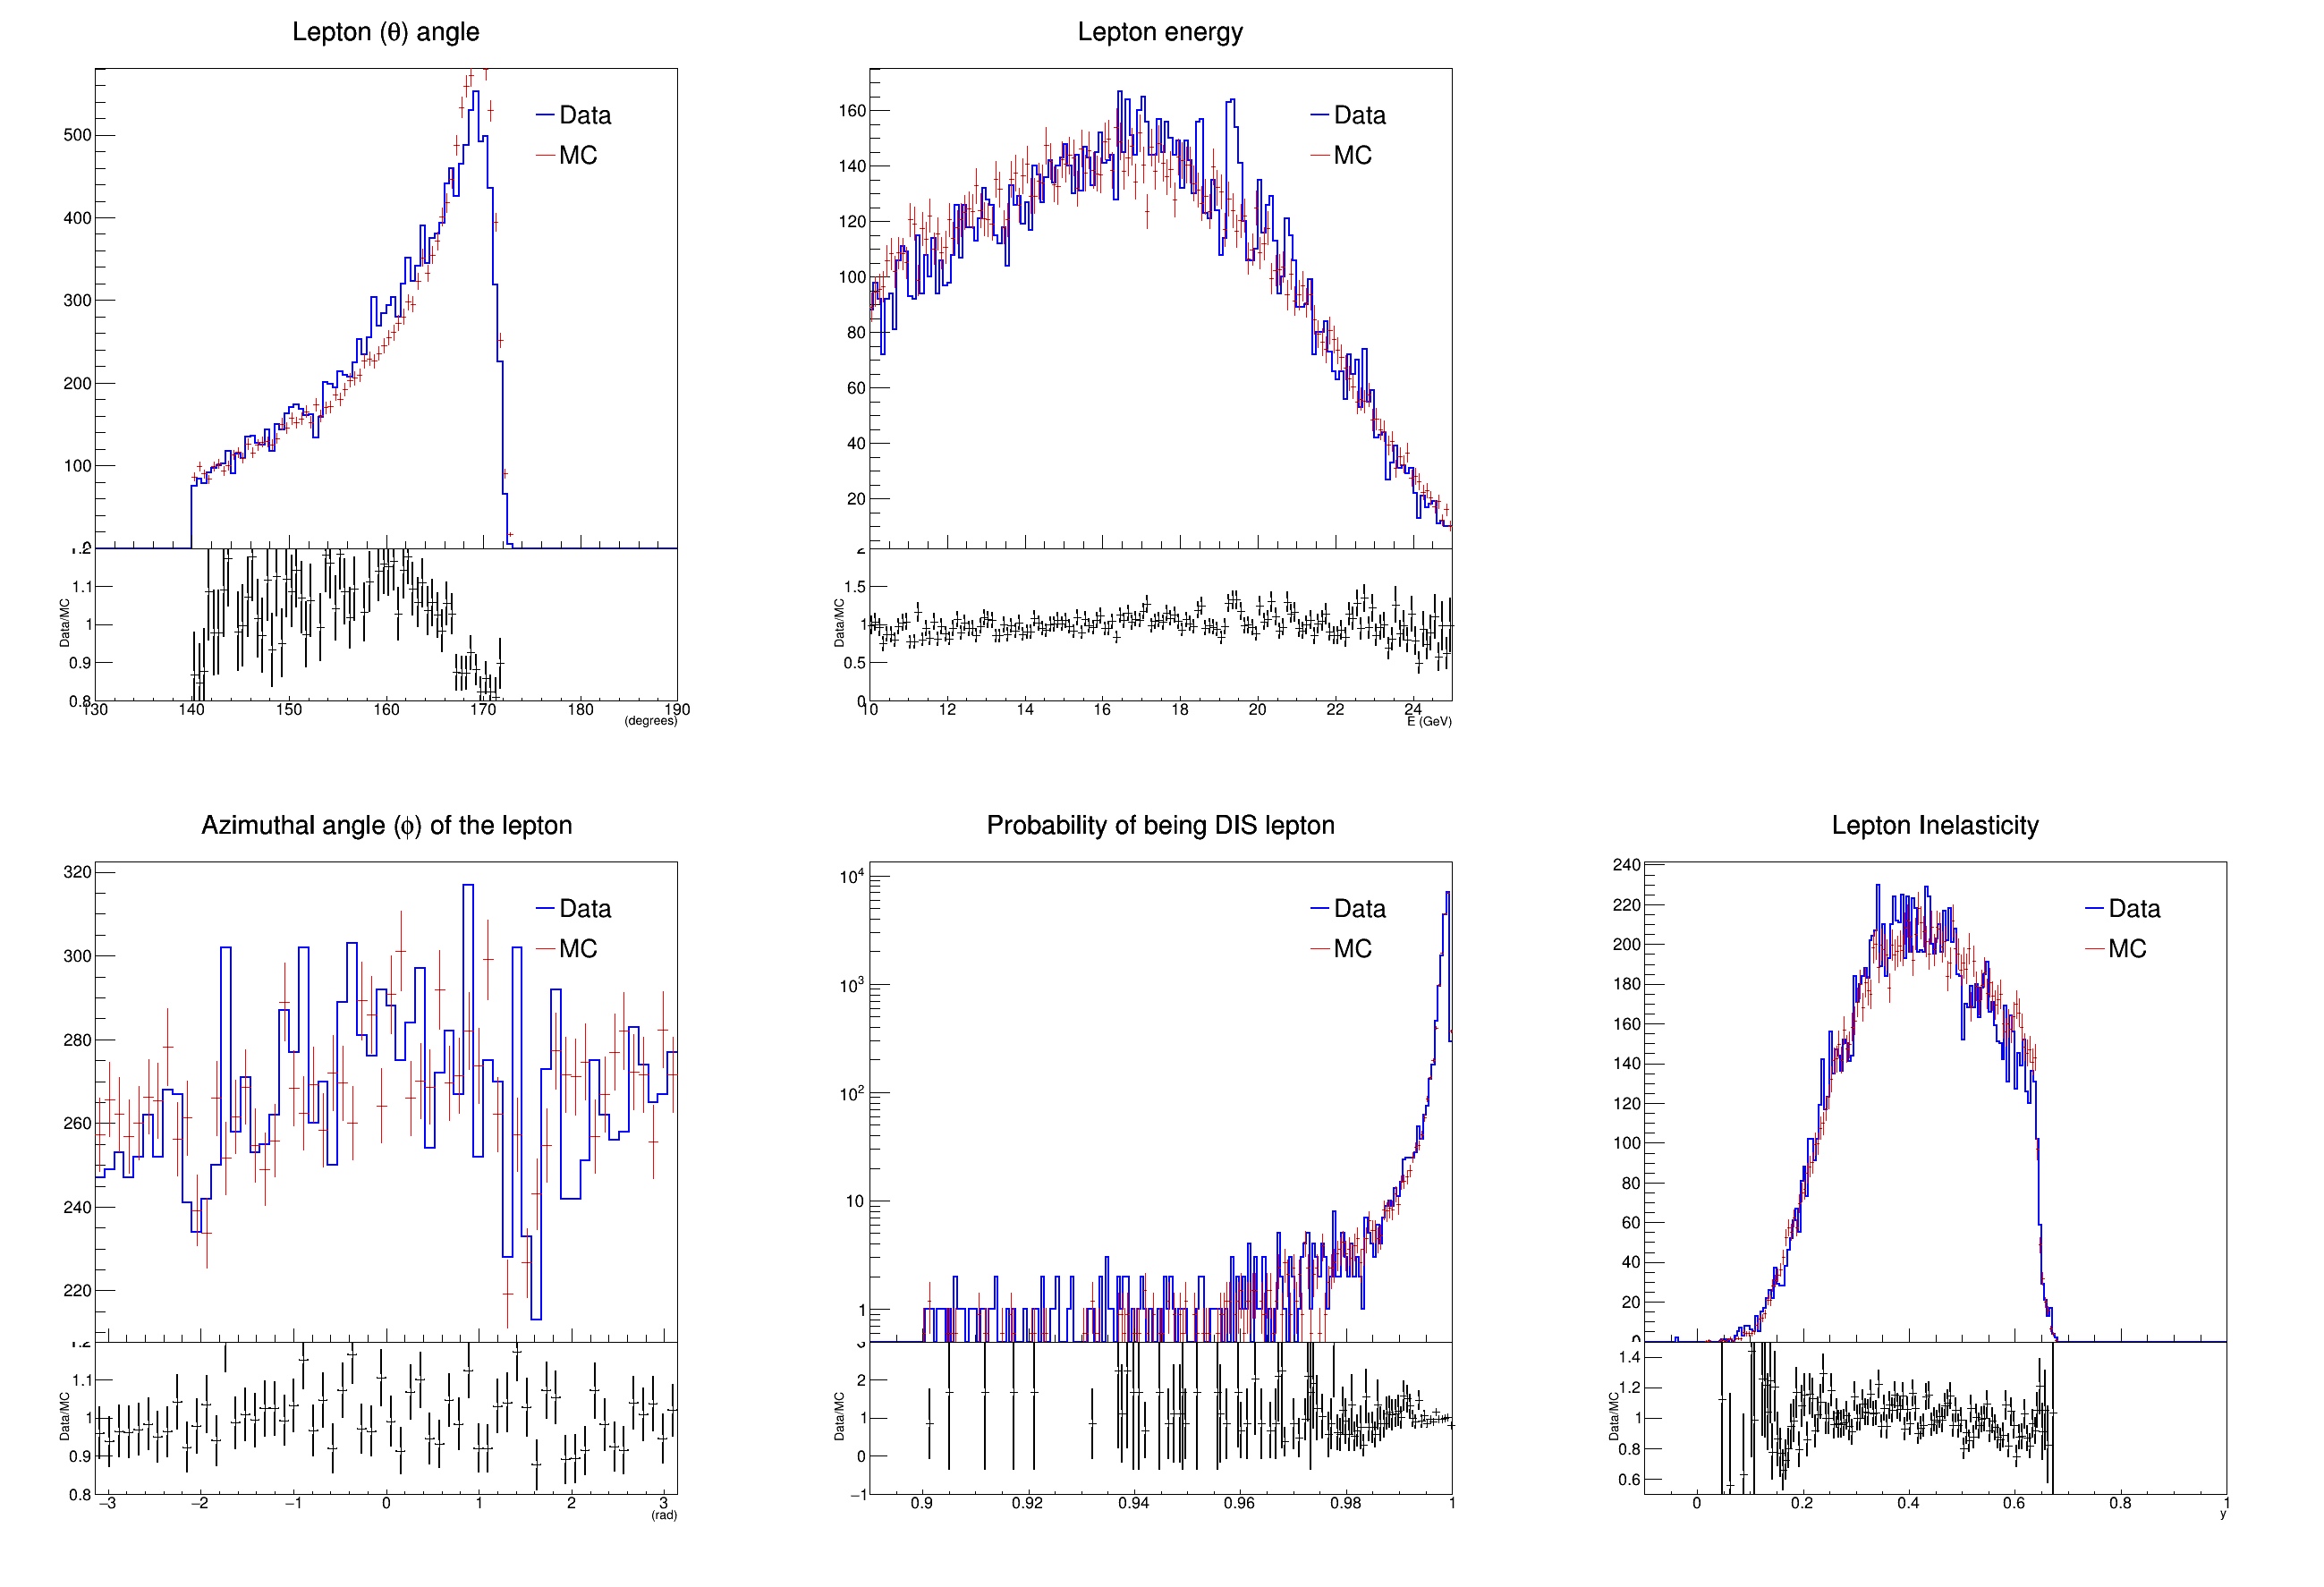 Lepton (θ) angle
Data
MC
500
400
300
200
100
0
1.2
1.1
1
0.9
0.8
Data/MC
130 140 150 160 170 180 190
(degrees)
Lepton energy
Data
MC
160
140
120
100
80
60
40
20
2
1.5
1
0.5
0
Data/MC
10 12 14 16 18 20 22 24
E (GeV)
Azimuthal angle (ϕ) of the lepton
Data
MC
320
300
280
260
240
220
1.2
1.1
1
0.9
0.8
Data/MC
−3 −2 −1 0 1 2 3
(rad)
Probability of being DIS lepton
Data
MC
10⁴
10³
10²
10
1
3
2
1
0
−1
Data/MC
0.9 0.92 0.94 0.96 0.98 1
Lepton Inelasticity
Data
MC
240
220
200
180
160
140
120
100
80
60
40
20
0
1.4
1.2
1
0.8
0.6
Data/MC
0 0.2 0.4 0.6 0.8 1
y